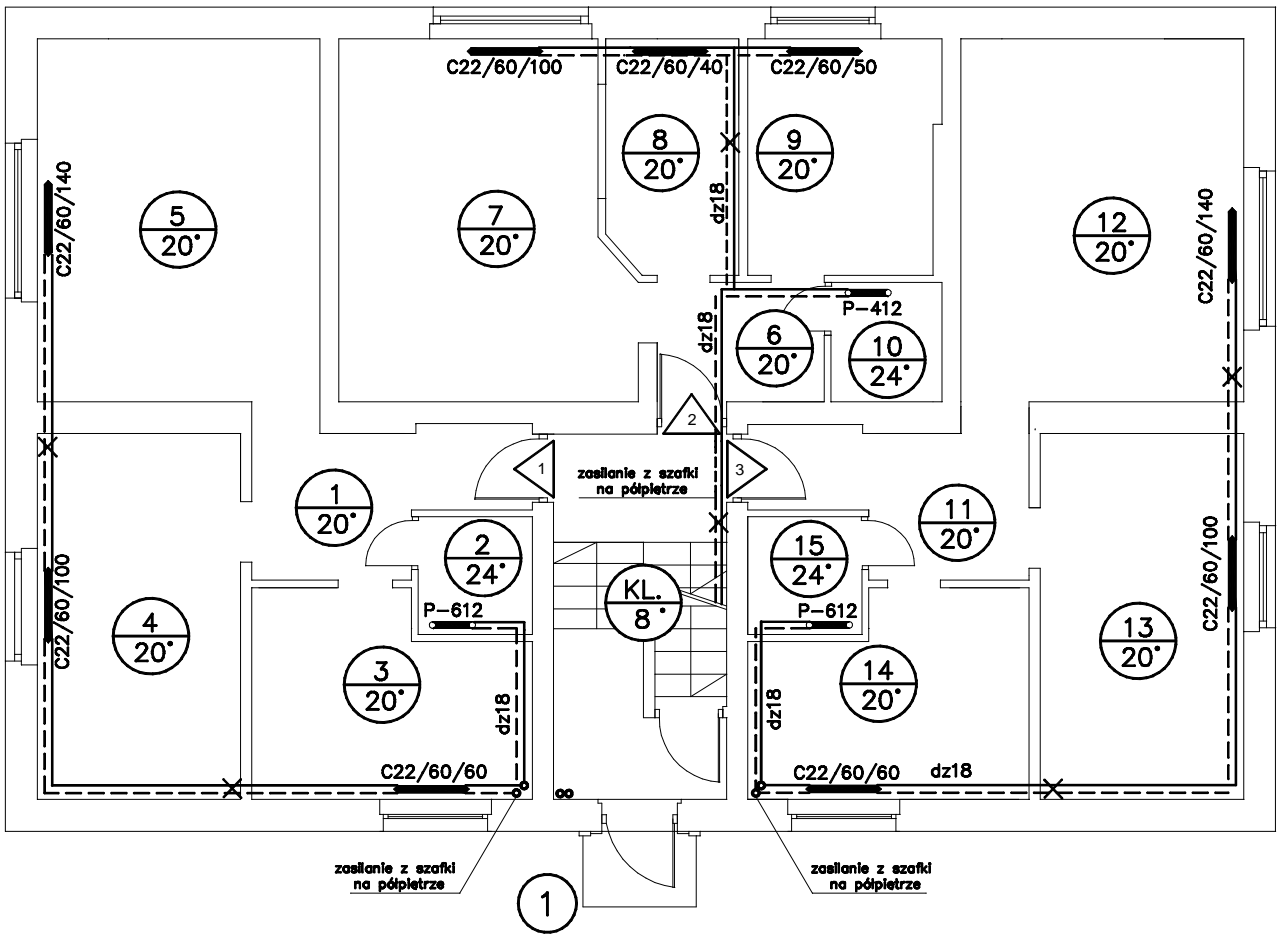 C22/60/100
C22/60/40
C22/60/50
8
20°
9
20°
C22/60/140
5
20°
7
20°
dz18
12
20°
C22/60/140
P-412
dz18
6
20°
10
24°
2
1
zasilanie z szafki
na półpiętrze
3
1
20°
11
20°
2
24°
15
24°
C22/60/100
C22/60/100
KL.
8°
P-612
P-612
4
20°
13
20°
3
20°
14
20°
dz18
dz18
C22/60/60
C22/60/60
dz18
zasilanie z szafki
na półpiętrze
zasilanie z szafki
na półpiętrze
1